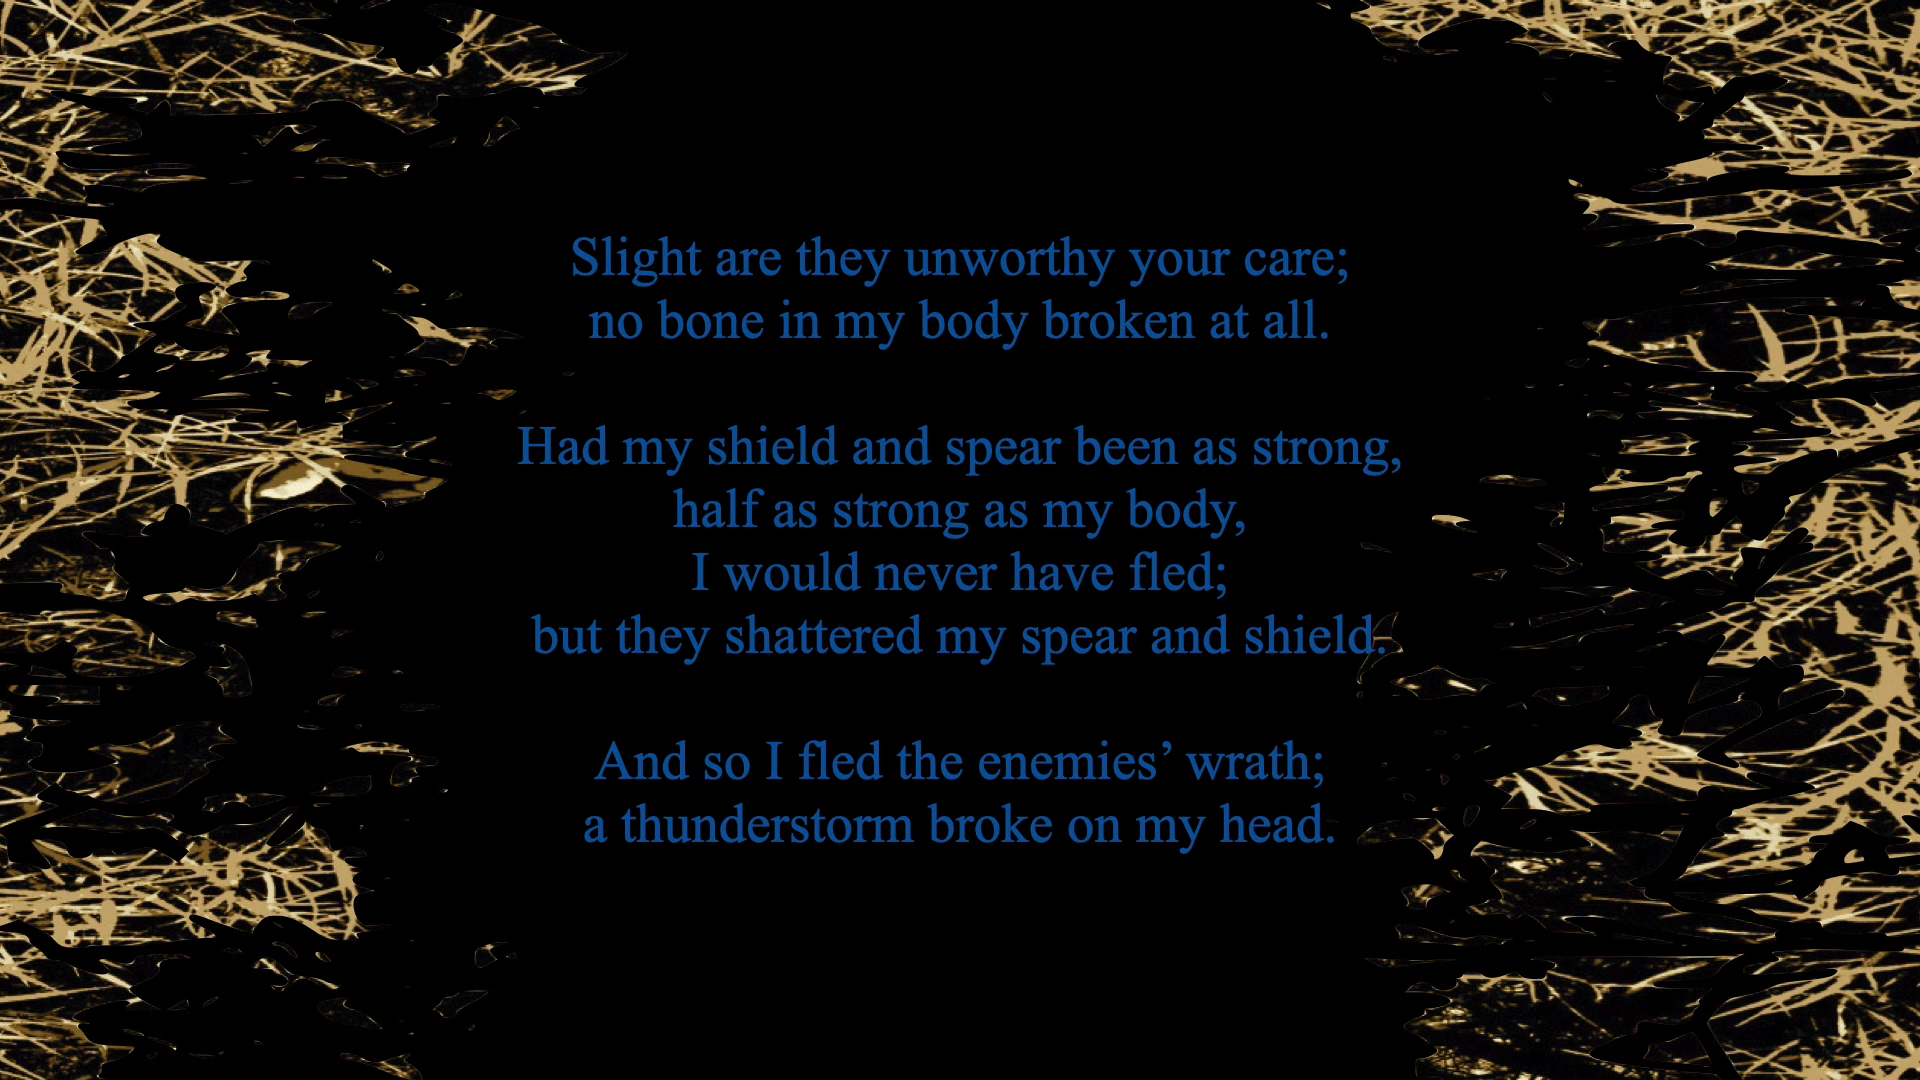 Slight are they unworthy your care;
no bone in my body broken at all.
Had my shield and spear been as strong,
half as strong as my body,
I would never have fled;
but they shattered my spear and shield.
And so I fled the enemies’ wrath;
a thunderstorm broke on my head.